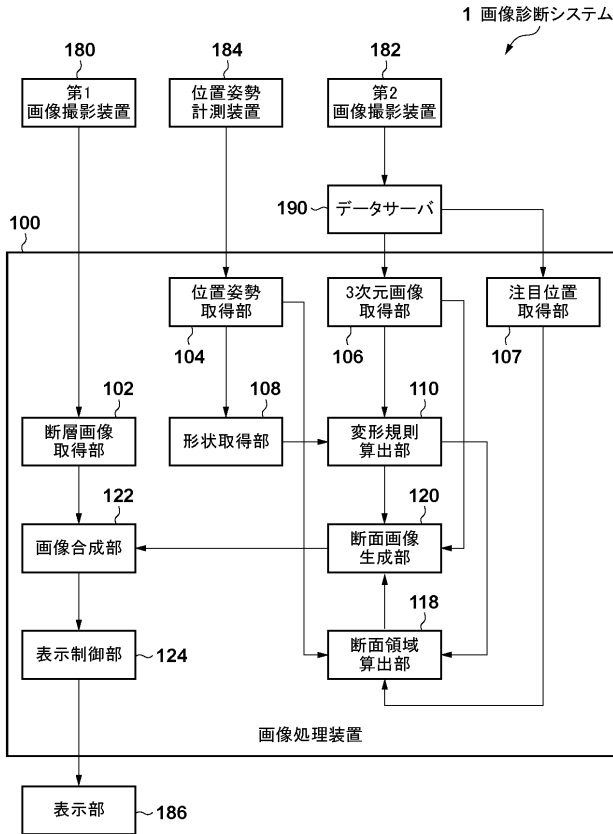 1 画像診断システム
180
184
182
第1
画像撮影装置
位置姿勢
計測装置
第2
画像撮影装置
190
データサーバ
100
位置姿勢
取得部
3次元画像
取得部
注目位置
取得部
104
106
107
102
108
110
断層画像
取得部
形状取得部
変形規則
算出部
122
120
画像合成部
断面画像
生成部
118
表示制御部
124
断面領域
算出部
画像処理装置
表示部
186